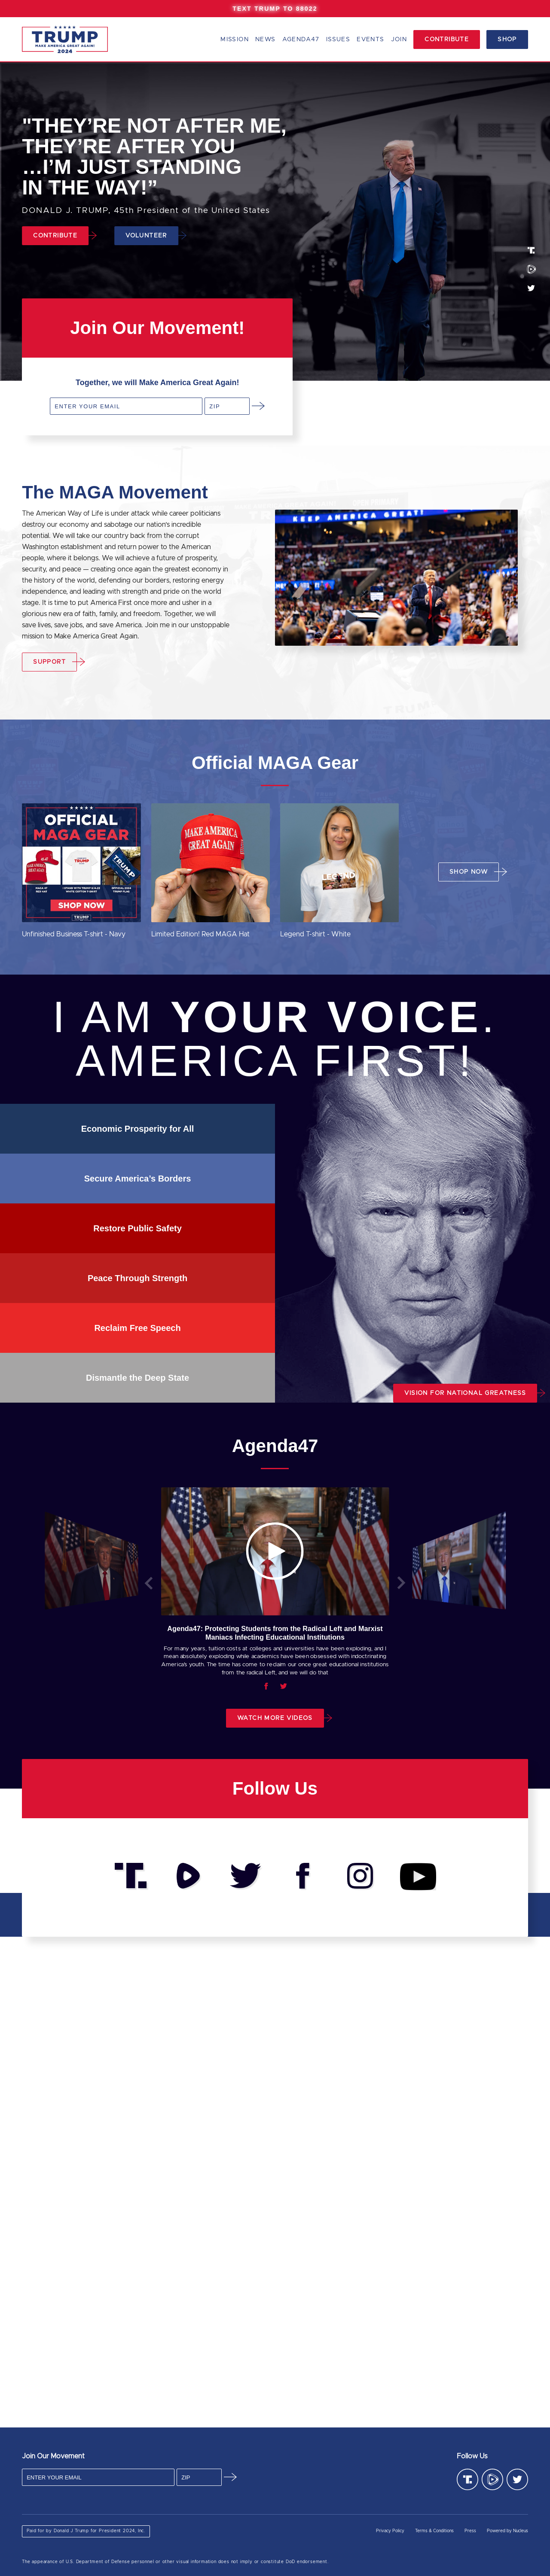 TEXT TRUMP TO 88022
TRUMP
MAKE AMERICA GREAT AGAIN!
2024
MISSION NEWS AGENDA47 ISSUES EVENTS JOIN CONTRIBUTE SHOP
"THEY’RE NOT AFTER ME,
THEY’RE AFTER YOU
…I’M JUST STANDING
IN THE WAY!”
DONALD J. TRUMP, 45th President of the United States
CONTRIBUTE VOLUNTEER
Join Our Movement!
Together, we will Make America Great Again!
ENTER YOUR EMAIL ZIP
The MAGA Movement
The American Way of Life is under attack while career politicians
destroy our economy and sabotage our nation's incredible
potential. We will take our country back from the corrupt
Washington establishment and return power to the American
people, where it belongs. We will achieve a future of prosperity,
security, and peace — creating once again the greatest economy in
the history of the world, defending our borders, restoring energy
independence, and leading with strength and pride on the world
stage. It is time to put America First once more and usher in a
glorious new era of faith, family, and freedom. Together, we will
save lives, save jobs, and save America. Join me in our unstoppable
mission to Make America Great Again.
KEEP AMERICA GREAT!
SUPPORT
Official MAGA Gear
OFFICIAL
MAGA GEAR
TRUMP
SHOP NOW
TRUMP
MAKE AMERICA
GREAT AGAIN
LEGEND
SHOP NOW
Unfinished Business T-shirt - Navy
Limited Edition! Red MAGA Hat
Legend T-shirt - White
I AM YOUR VOICE.
AMERICA FIRST!
Economic Prosperity for All
Secure America’s Borders
Restore Public Safety
Peace Through Strength
Reclaim Free Speech
Dismantle the Deep State
VISION FOR NATIONAL GREATNESS
Agenda47
Agenda47: Protecting Students from the Radical Left and Marxist
Maniacs Infecting Educational Institutions
For many years, tuition costs at colleges and universities have been exploding, and I
mean absolutely exploding while academics have been obsessed with indoctrinating
America's youth. The time has come to reclaim our once great educational institutions
from the radical Left, and we will do that
WATCH MORE VIDEOS
Follow Us
Join Our Movement
ENTER YOUR EMAIL ZIP
Follow Us
Paid for by Donald J Trump for President 2024, Inc.
Privacy Policy Terms & Conditions Press Powered by Nucleus
The appearance of U.S. Department of Defense personnel or other visual information does not imply or constitute DoD endorsement